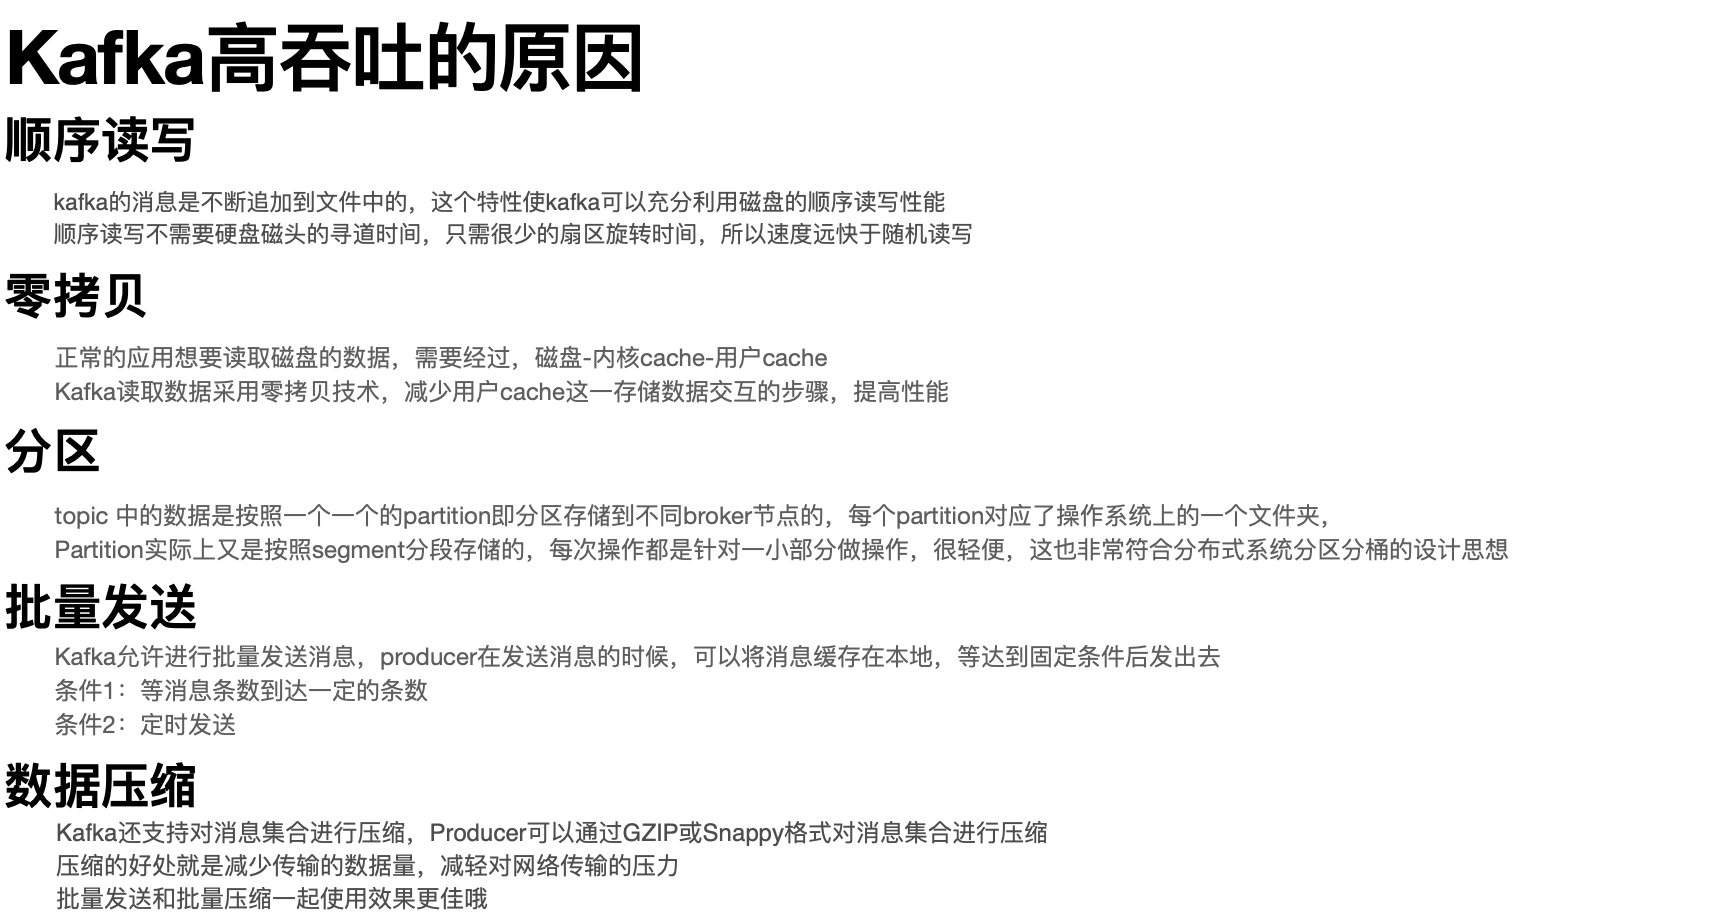 Kafka高吞吐的原因
顺序读写
kafka的消息是不断追加到文件中的，这个特性使kafka可以充分利用磁盘的顺序读写性能
顺序读写不需要硬盘磁头的寻道时间，只需很少的扇区旋转时间，所以速度远快于随机读写
零拷贝
正常的应用想要读取磁盘的数据，需要经过，磁盘-内核cache-用户cache
Kafka读取数据采用零拷贝技术，减少用户cache这一存储数据交互的步骤，提高性能
分区
topic 中的数据是按照一个一个的partition即分区存储到不同broker节点的，每个partition对应了操作系统上的一个文件夹，
Partition实际上又是按照segment分段存储的，每次操作都是针对一小部分做操作，很轻便，这也非常符合分布式系统分区分桶的设计思想
批量发送
Kafka允许进行批量发送消息，producer在发送消息的时候，可以将消息缓存在本地，等达到固定条件后发出去
条件1：等消息条数到达一定的条数
条件2：定时发送
数据压缩
Kafka还支持对消息集合进行压缩，Producer可以通过GZIP或Snappy格式对消息集合进行压缩
压缩的好处就是减少传输的数据量，减轻对网络传输的压力
批量发送和批量压缩一起使用效果更佳哦